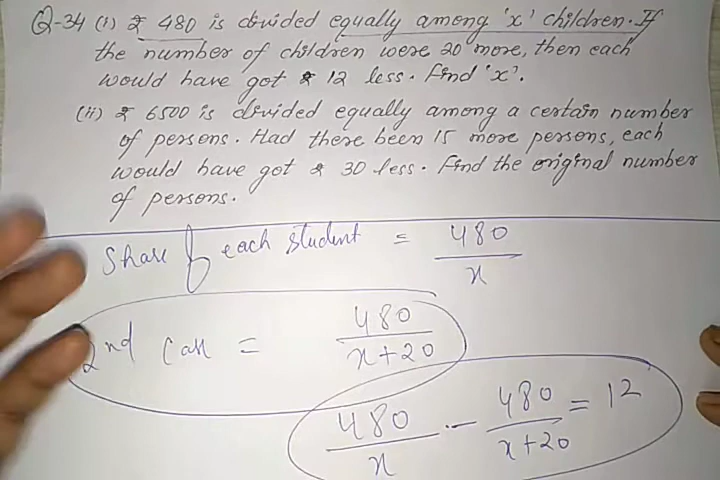 Q-34 (i) ₹ 480 is divided equally among 'x' children. If
the number of children were 20 more, then each
would have got ₹ 12 less. Find 'x'.
(ii) ₹ 6500 is divided equally among a certain number
of persons. Had there been 15 more persons, each
would have got ₹ 30 less. Find the original number
of persons.
Share of each student = 480/x
2nd case = 480/x+20
480/x - 480/x+20 = 12